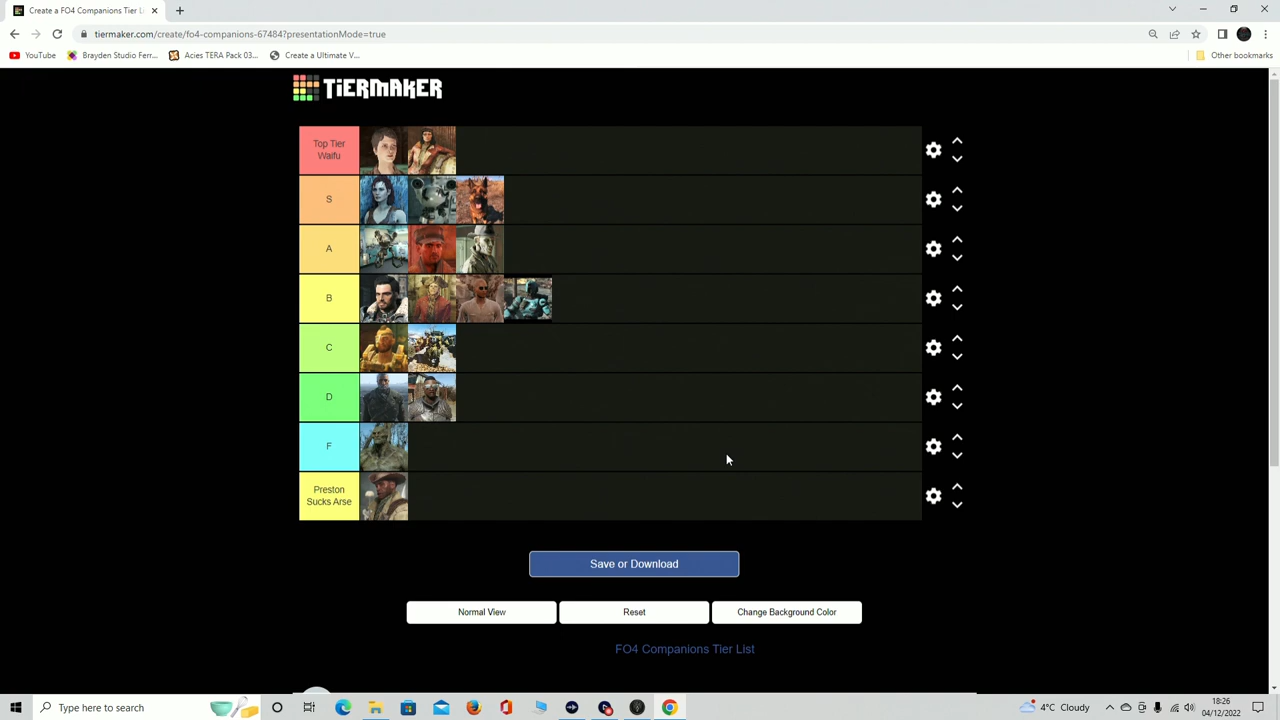 Create a FO4 Companions Tier Li
tiermaker.com/create/fo4-companions-67484?presentationMode=true
YouTube
Brayden Studio Ferr...
Acies TERA Pack 03...
Create a Ultimate V...
Other bookmarks
TIERMAKER
Top Tier
Waifu
S
A
B
C
D
F
Preston
Sucks Arse
Save or Download
Normal View
Reset
Change Background Color
FO4 Companions Tier List
Type here to search
4°C Cloudy
18:26
04/12/2022